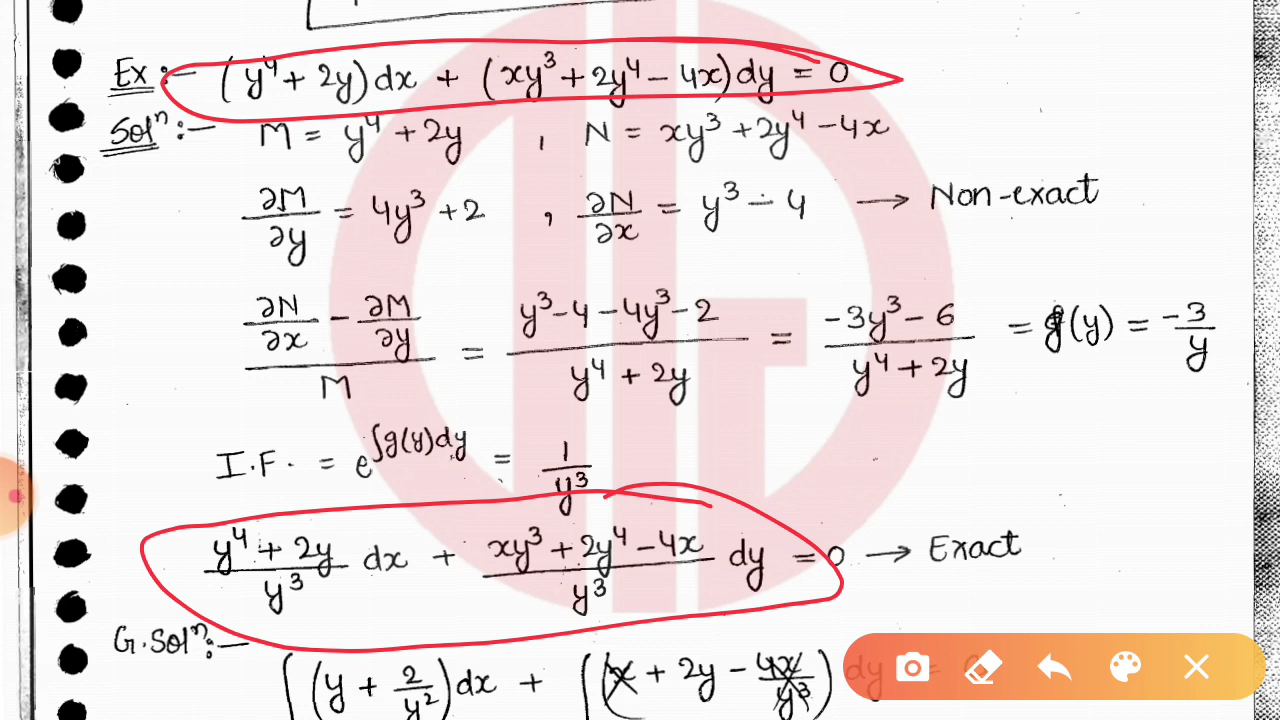 Ex :- (y⁴ + 2y)dx + (xy³ + 2y⁴ - 4x)dy = 0
Solⁿ :- M = y⁴ + 2y , N = xy³ + 2y⁴ - 4x
∂M/∂y = 4y³ + 2 , ∂N/∂x = y³ - 4 → Non-exact
(∂N/∂x - ∂M/∂y)/M = (y³ - 4 - 4y³ - 2)/(y⁴ + 2y) = (-3y³ - 6)/(y⁴ + 2y) = g(y) = -3/y
I.F. = e^∫g(y)dy = 1/y³
(y⁴ + 2y)/y³ dx + (xy³ + 2y⁴ - 4x)/y³ dy = 0 → Exact
G. Solⁿ :-
∫(y + 2/y²)dx + ∫(x + 2y - 4x/y³) dy =